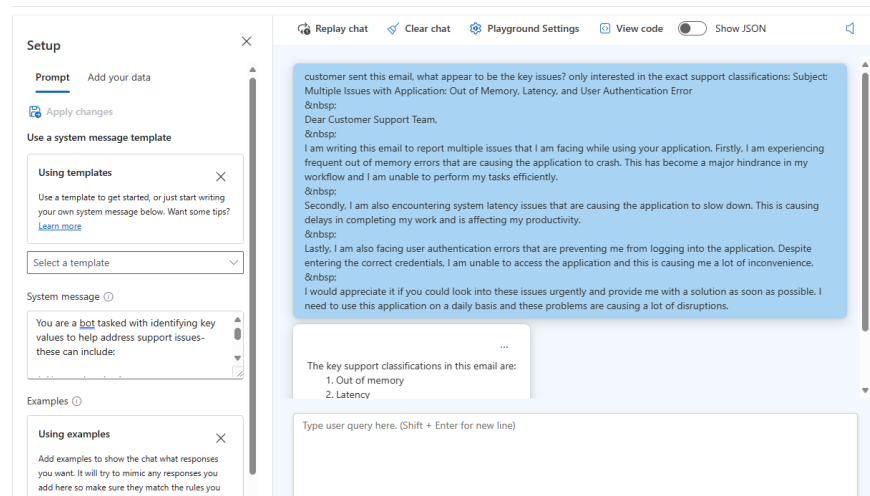 Setup
Prompt Add your data
Apply changes
Use a system message template
Using templates
Use a template to get started, or just start writing
your own system message below. Want some tips?
Learn more
Select a template
System message
You are a bot tasked with identifying key
values to help address support issues-
these can include:
Examples
Using examples
Add examples to show the chat what responses
you want. It will try to mimic any responses you
add here so make sure they match the rules you
Replay chat Clear chat Playground Settings View code Show JSON
customer sent this email, what appear to be the key issues? only interested in the exact support classifications: Subject:
Multiple Issues with Application: Out of Memory, Latency, and User Authentication Error
&nbsp;
Dear Customer Support Team,
&nbsp;
I am writing this email to report multiple issues that I am facing while using your application. Firstly, I am experiencing
frequent out of memory errors that are causing the application to crash. This has become a major hindrance in my
workflow and I am unable to perform my tasks efficiently.
&nbsp;
Secondly, I am also encountering system latency issues that are causing the application to slow down. This is causing
delays in completing my work and is affecting my productivity.
&nbsp;
Lastly, I am also facing user authentication errors that are preventing me from logging into the application. Despite
entering the correct credentials, I am unable to access the application and this is causing me a lot of inconvenience.
&nbsp;
I would appreciate it if you could look into these issues urgently and provide me with a solution as soon as possible. I
need to use this application on a daily basis and these problems are causing a lot of disruptions.
...
The key support classifications in this email are:
1. Out of memory
2. Latency
Type user query here. (Shift + Enter for new line)